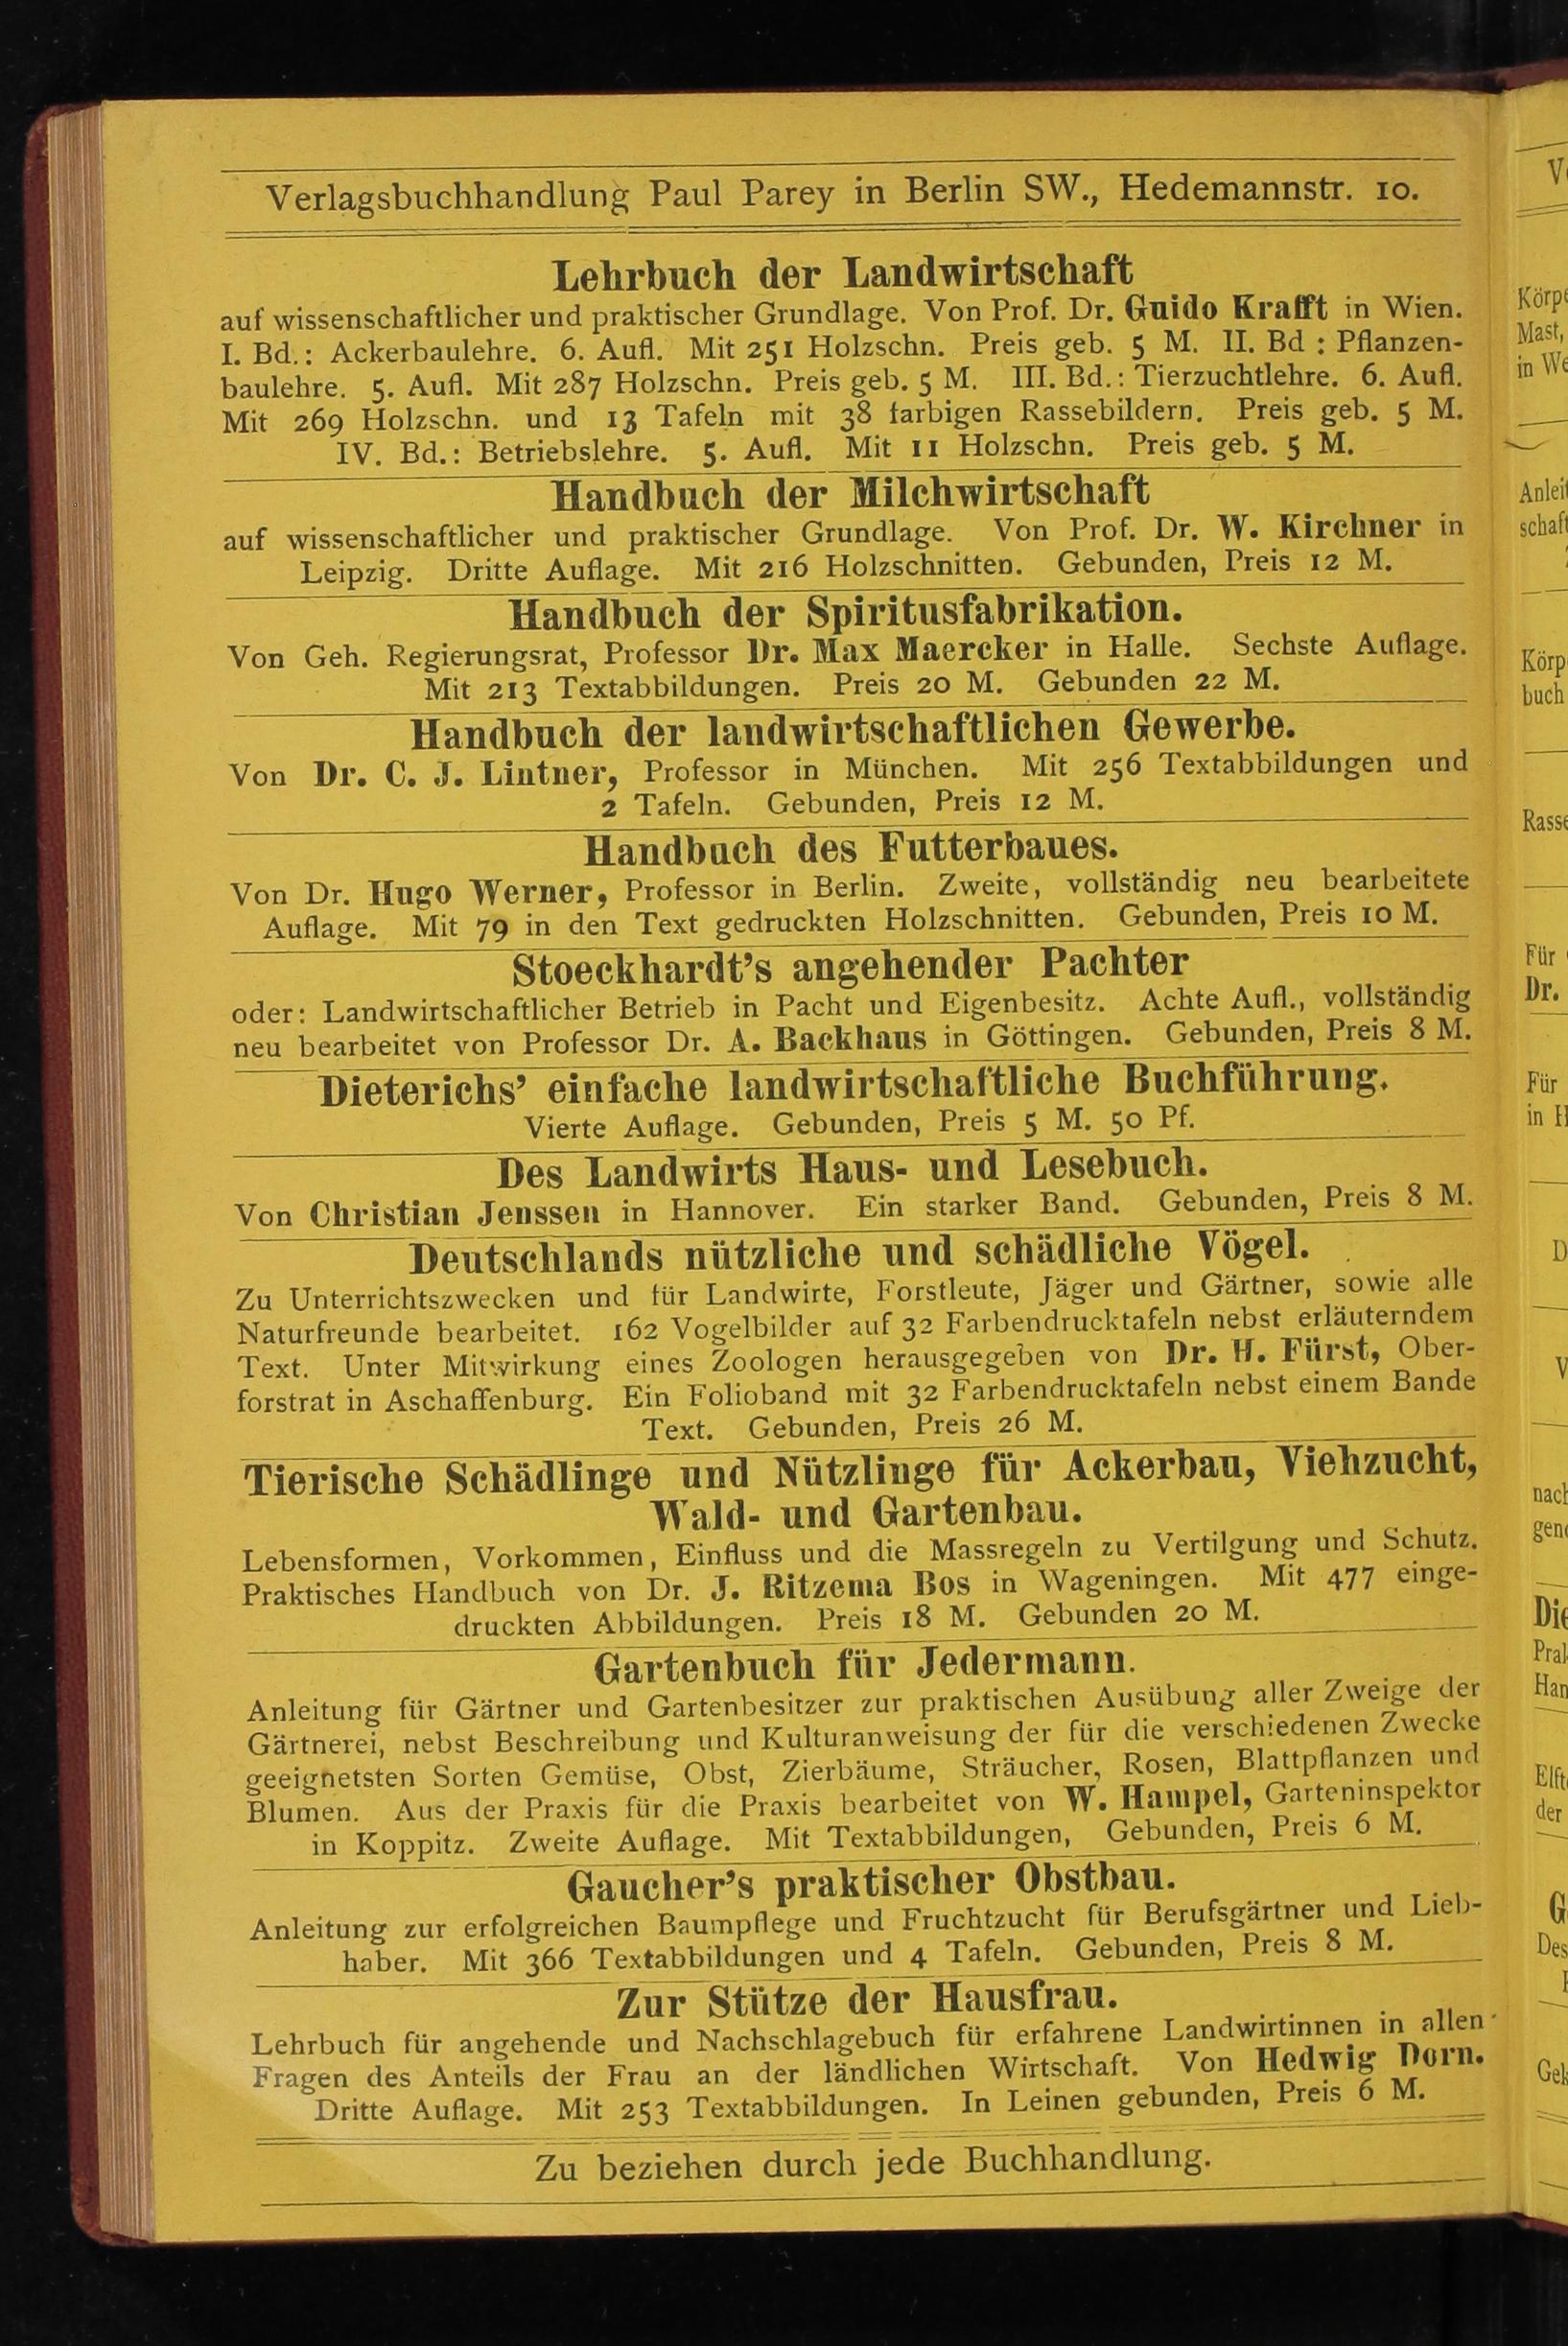 Verlagsbuchhandlung Paul Parey in Berlin SW., Hedemannstr. 10.
Lehrbuch der Landwirtschaft
auf wissenschaftlicher und praktischer Grundlage. Von Prof. Dr. Guido Krafft in Wien.
I. Bd.: Ackerbaulehre. 6. Aufl. Mit 251 Holzschn. Preis geb. 5 M. II. Bd : Pflanzen-
baulehre. 5. Aufl. Mit 287 Holzschn. Preis geb. 5 M. III. Bd.: Tierzuchtlehre. 6. Aufl.
Mit 269 Holzschn. und 13 Tafeln mit 38 farbigen Rassebildern. Preis geb. 5 M.
IV. Bd.: Betriebslehre. 5. Aufl. Mit 11 Holzschn. Preis geb. 5 M.
Handbuch der Milchwirtschaft
auf wissenschaftlicher und praktischer Grundlage. Von Prof. Dr. W. Kirchner in
Leipzig. Dritte Auflage. Mit 216 Holzschnitten. Gebunden, Preis 12 M.
Handbuch der Spiritusfabrikation.
Von Geh. Regierungsrat, Professor Dr. Max Maercker in Halle. Sechste Auflage.
Mit 213 Textabbildungen. Preis 20 M. Gebunden 22 M.
Handbuch der landwirtschaftlichen Gewerbe.
Von Dr. C. J. Lintner, Professor in München. Mit 256 Textabbildungen und
2 Tafeln. Gebunden, Preis 12 M.
Handbuch des Futterbaues.
Von Dr. Hugo Werner, Professor in Berlin. Zweite, vollständig neu bearbeitete
Auflage. Mit 79 in den Text gedruckten Holzschnitten. Gebunden, Preis 10 M.
Stoeckhardt's angehender Pachter
oder: Landwirtschaftlicher Betrieb in Pacht und Eigenbesitz. Achte Aufl., vollständig
neu bearbeitet von Professor Dr. A. Backhaus in Göttingen. Gebunden, Preis 8 M.
Dieterichs' einfache landwirtschaftliche Buchführung.
Vierte Auflage. Gebunden, Preis 5 M. 50 Pf.
Des Landwirts Haus- und Lesebuch.
Von Christian Jenssen in Hannover. Ein starker Band. Gebunden, Preis 8 M.
Deutschlands nützliche und schädliche Vögel.
Zu Unterrichtszwecken und für Landwirte, Forstleute, Jäger und Gärtner, sowie alle
Naturfreunde bearbeitet. 162 Vogelbilder auf 32 Farbendrucktafeln nebst erläuterndem
Text. Unter Mitwirkung eines Zoologen herausgegeben von Dr. H. Fürst, Ober-
forstrat in Aschaffenburg. Ein Folioband mit 32 Farbendrucktafeln nebst einem Bande
Text. Gebunden, Preis 26 M.
Tierische Schädlinge und Nützlinge für Ackerbau, Viehzucht,
Wald- und Gartenbau.
Lebensformen, Vorkommen, Einfluss und die Massregeln zu Vertilgung und Schutz.
Praktisches Handbuch von Dr. J. Ritzema Bos in Wageningen. Mit 477 einge-
druckten Abbildungen. Preis 18 M. Gebunden 20 M.
Gartenbuch für Jedermann.
Anleitung für Gärtner und Gartenbesitzer zur praktischen Ausübung aller Zweige der
Gärtnerei, nebst Beschreibung und Kulturanweisung der für die verschiedenen Zwecke
geeignetsten Sorten Gemüse, Obst, Zierbäume, Sträucher, Rosen, Blattpflanzen und
Blumen. Aus der Praxis für die Praxis bearbeitet von W. Hampel, Garteninspektor
in Koppitz. Zweite Auflage. Mit Textabbildungen, Gebunden, Preis 6 M.
Gaucher's praktischer Obstbau.
Anleitung zur erfolgreichen Baumpflege und Fruchtzucht für Berufsgärtner und Lieb-
haber. Mit 366 Textabbildungen und 4 Tafeln. Gebunden, Preis 8 M.
Zur Stütze der Hausfrau.
Lehrbuch für angehende und Nachschlagebuch für erfahrene Landwirtinnen in allen
Fragen des Anteils der Frau an der ländlichen Wirtschaft. Von Hedwig Dorn.
Dritte Auflage. Mit 253 Textabbildungen. In Leinen gebunden, Preis 6 M.
Zu beziehen durch jede Buchhandlung.